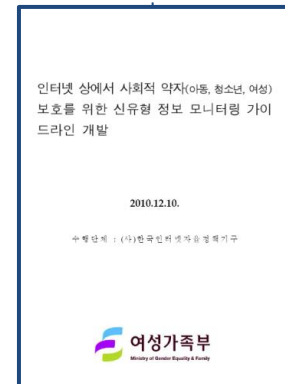 인터넷 상에서 사회적 약자(아동, 청소년, 여성)
보호를 위한 신유형 정보 모니터링 가이
드라인 개발
2010.12.10.
수행단체 : (사)한국인터넷자율정책기구
여성가족부
Ministry of Gender Equality & Family